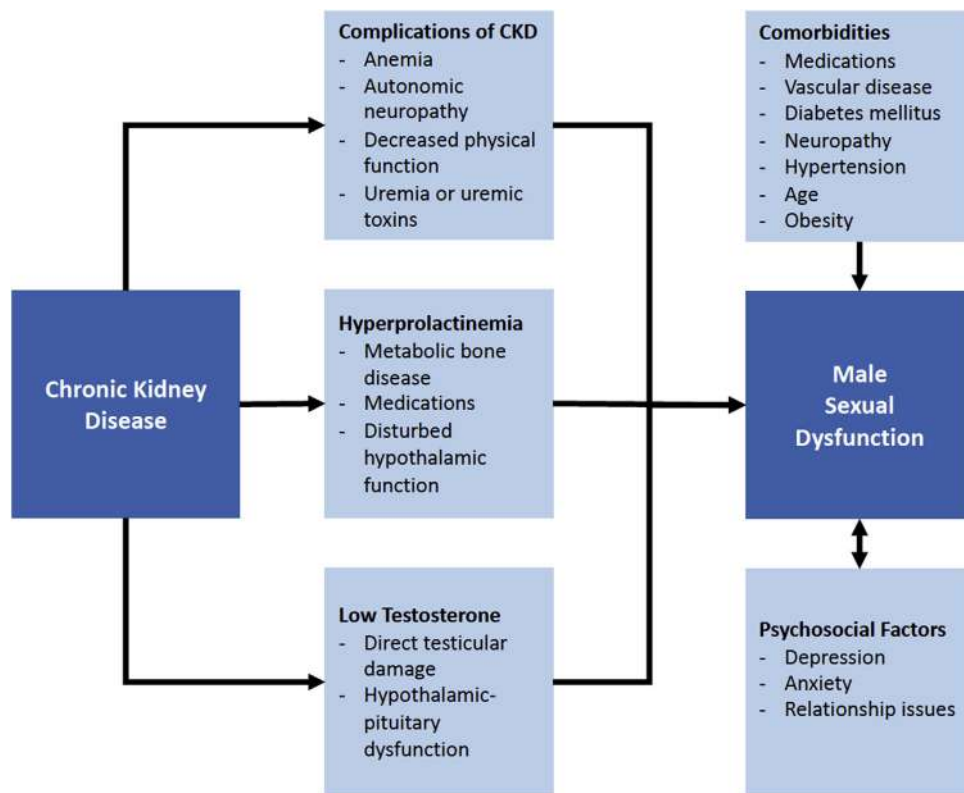 Complications of CKD
- Anemia
- Autonomic
neuropathy
- Decreased physical
function
- Uremia or uremic
toxins
Comorbidities
- Medications
- Vascular disease
- Diabetes mellitus
- Neuropathy
- Hypertension
- Age
- Obesity
Chronic Kidney
Disease
Hyperprolactinemia
- Metabolic bone
disease
- Medications
- Disturbed
hypothalamic
function
Male
Sexual
Dysfunction
Low Testosterone
- Direct testicular
damage
- Hypothalamic-
pituitary
dysfunction
Psychosocial Factors
- Depression
- Anxiety
- Relationship issues